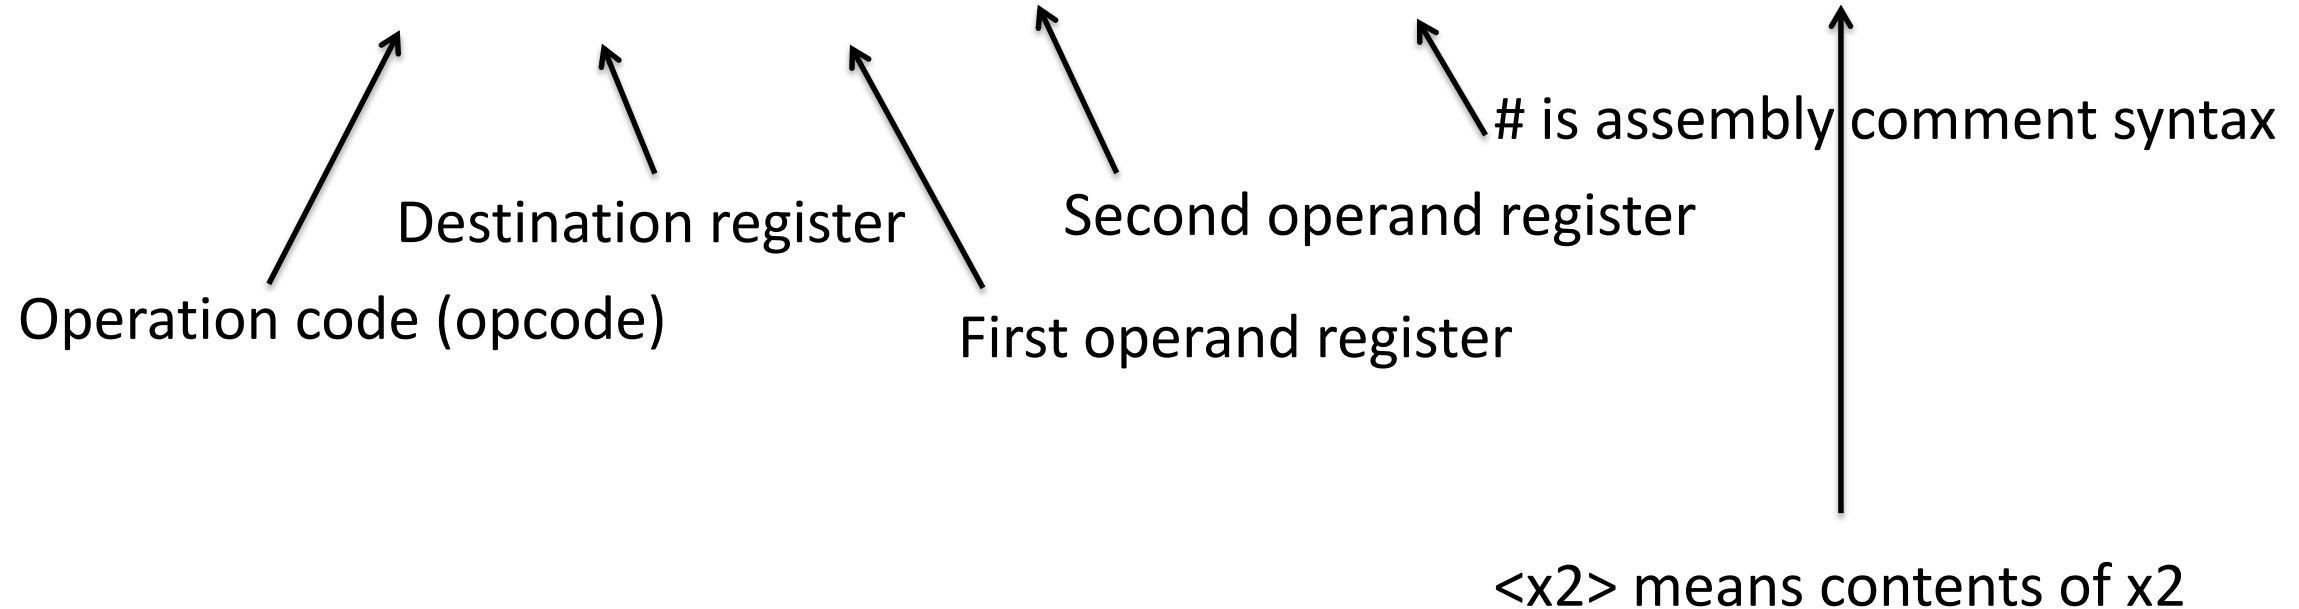 # is assembly comment syntax
Destination register
Second operand register
Operation code (opcode)
First operand register
<x2> means contents of x2